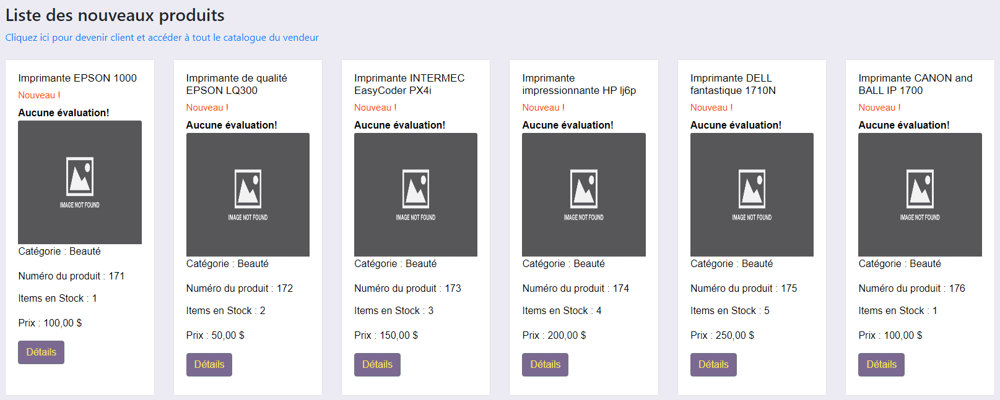 Liste des nouveaux produits
Cliquez ici pour devenir client et accéder à tout le catalogue du vendeur
Imprimante EPSON 1000
Nouveau !
Aucune évaluation!
IMAGE NOT FOUND
Catégorie : Beauté
Numéro du produit : 171
Items en Stock : 1
Prix : 100,00 $
Détails
Imprimante de qualité
EPSON LQ300
Nouveau !
Aucune évaluation!
IMAGE NOT FOUND
Catégorie : Beauté
Numéro du produit : 172
Items en Stock : 2
Prix : 50,00 $
Détails
Imprimante INTERMEC
EasyCoder PX4i
Nouveau !
Aucune évaluation!
IMAGE NOT FOUND
Catégorie : Beauté
Numéro du produit : 173
Items en Stock : 3
Prix : 150,00 $
Détails
Imprimante
impressionnante HP lj6p
Nouveau !
Aucune évaluation!
IMAGE NOT FOUND
Catégorie : Beauté
Numéro du produit : 174
Items en Stock : 4
Prix : 200,00 $
Détails
Imprimante DELL
fantastique 1710N
Nouveau !
Aucune évaluation!
IMAGE NOT FOUND
Catégorie : Beauté
Numéro du produit : 175
Items en Stock : 5
Prix : 250,00 $
Détails
Imprimante CANON and
BALL IP 1700
Nouveau !
Aucune évaluation!
IMAGE NOT FOUND
Catégorie : Beauté
Numéro du produit : 176
Items en Stock : 1
Prix : 100,00 $
Détails